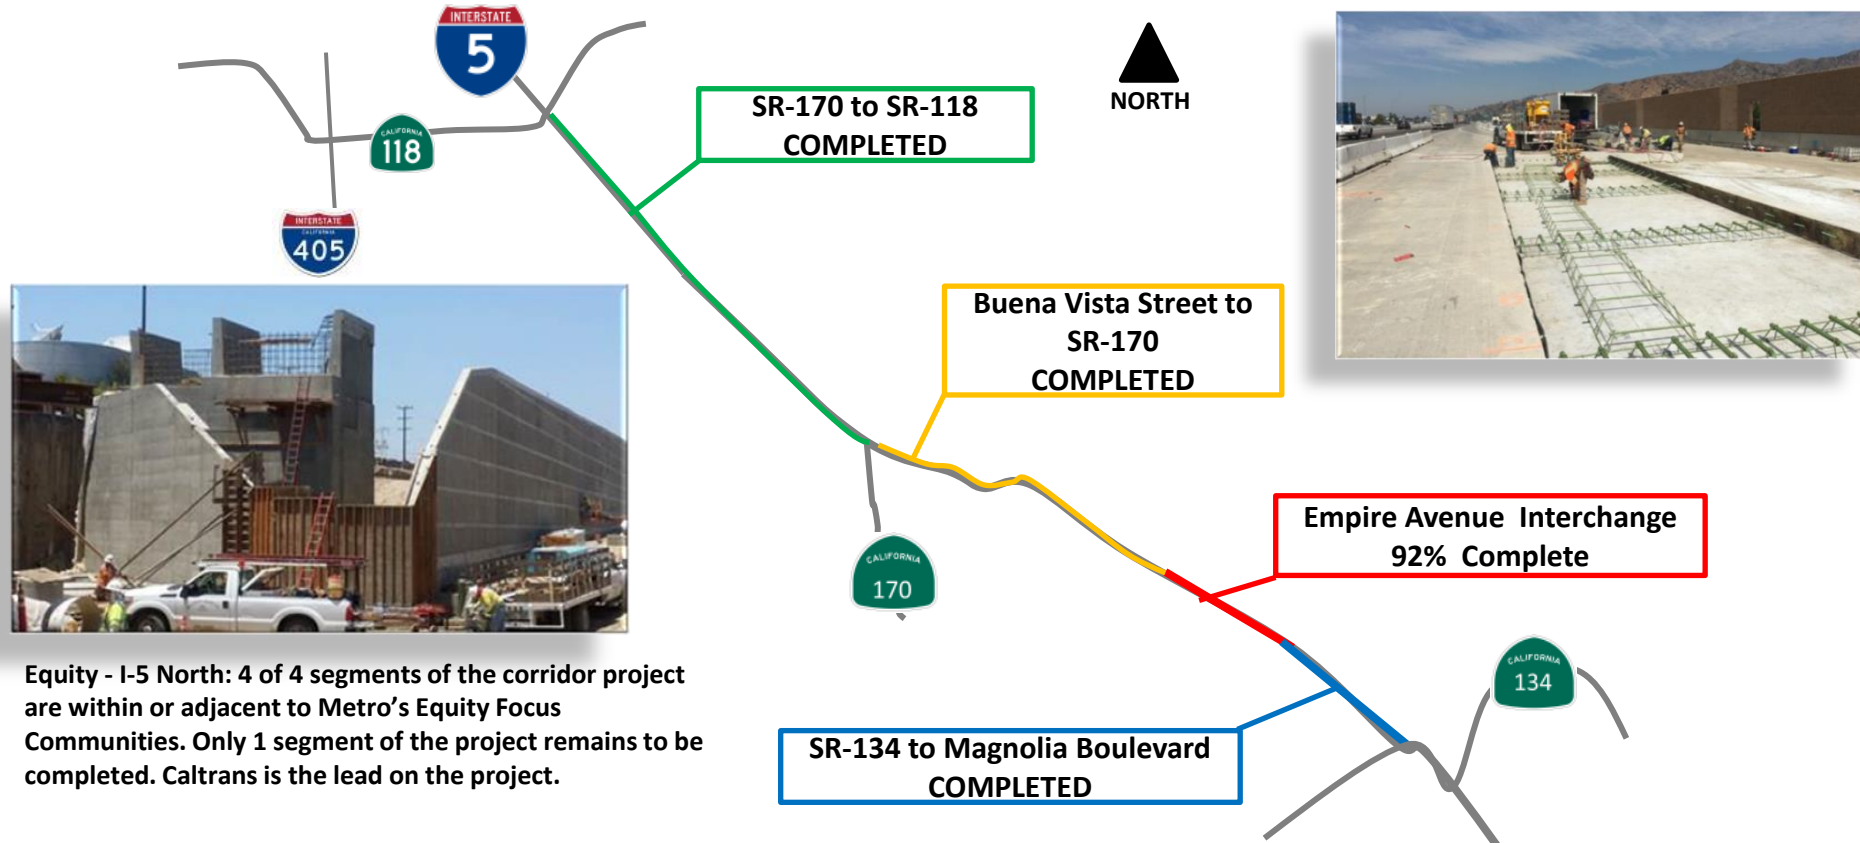 INTERSTATE
5
NORTH
SR-170 to SR-118
COMPLETED
CALIFORNIA
118
INTERSTATE
CALIFORNIA
405
Buena Vista Street to
SR-170
COMPLETED
Empire Avenue Interchange
92% Complete
CALIFORNIA
170
CALIFORNIA
134
Equity - I-5 North: 4 of 4 segments of the corridor project
are within or adjacent to Metro’s Equity Focus
Communities. Only 1 segment of the project remains to be
completed. Caltrans is the lead on the project.
SR-134 to Magnolia Boulevard
COMPLETED